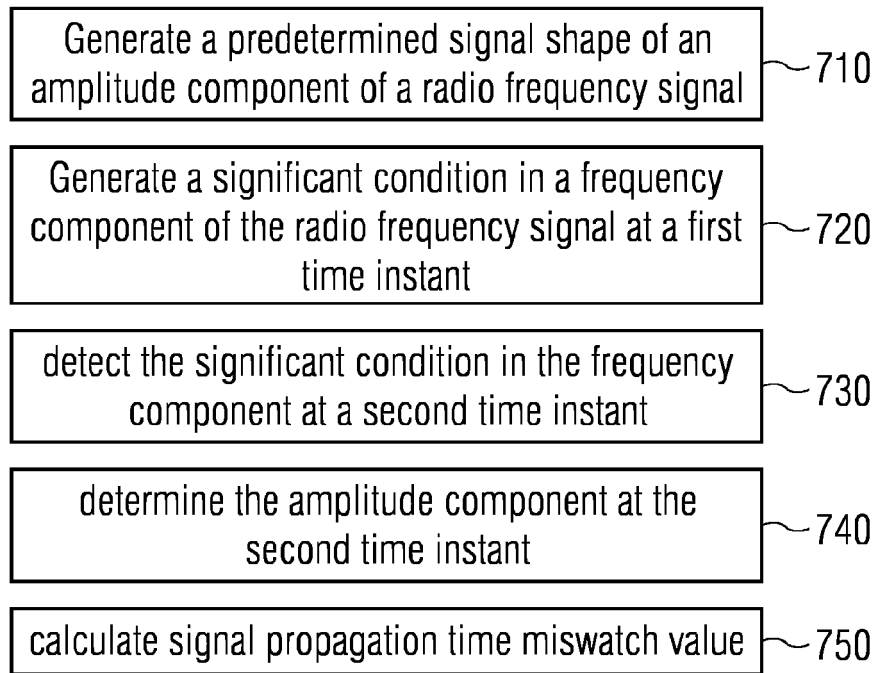 Generate a predetermined signal shape of an
amplitude component of a radio frequency signal
710
Generate a significant condition in a frequency
component of the radio frequency signal at a first
time instant
720
detect the significant condition in the frequency
component at a second time instant
730
determine the amplitude component at the
second time instant
740
calculate signal propagation time miswatch value
750